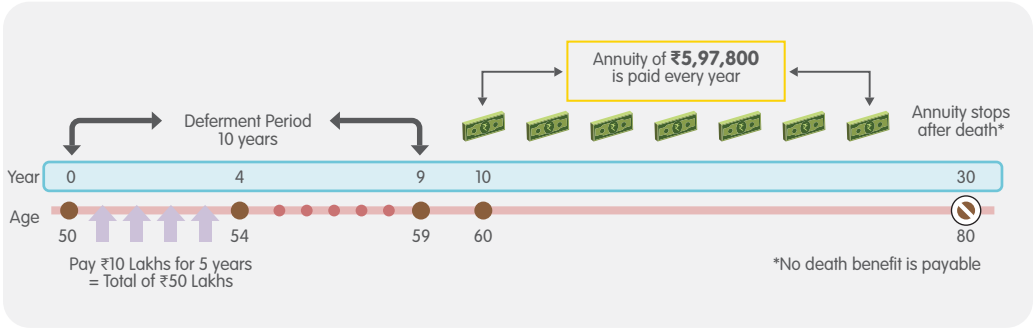 Annuity of ₹5,97,800
is paid every year
Deferment Period
10 years
Annuity stops
after death*
Year 0 4 9 10 30
Age
50 54 59 60 80
Pay ₹10 Lakhs for 5 years
= Total of ₹50 Lakhs
*No death benefit is payable